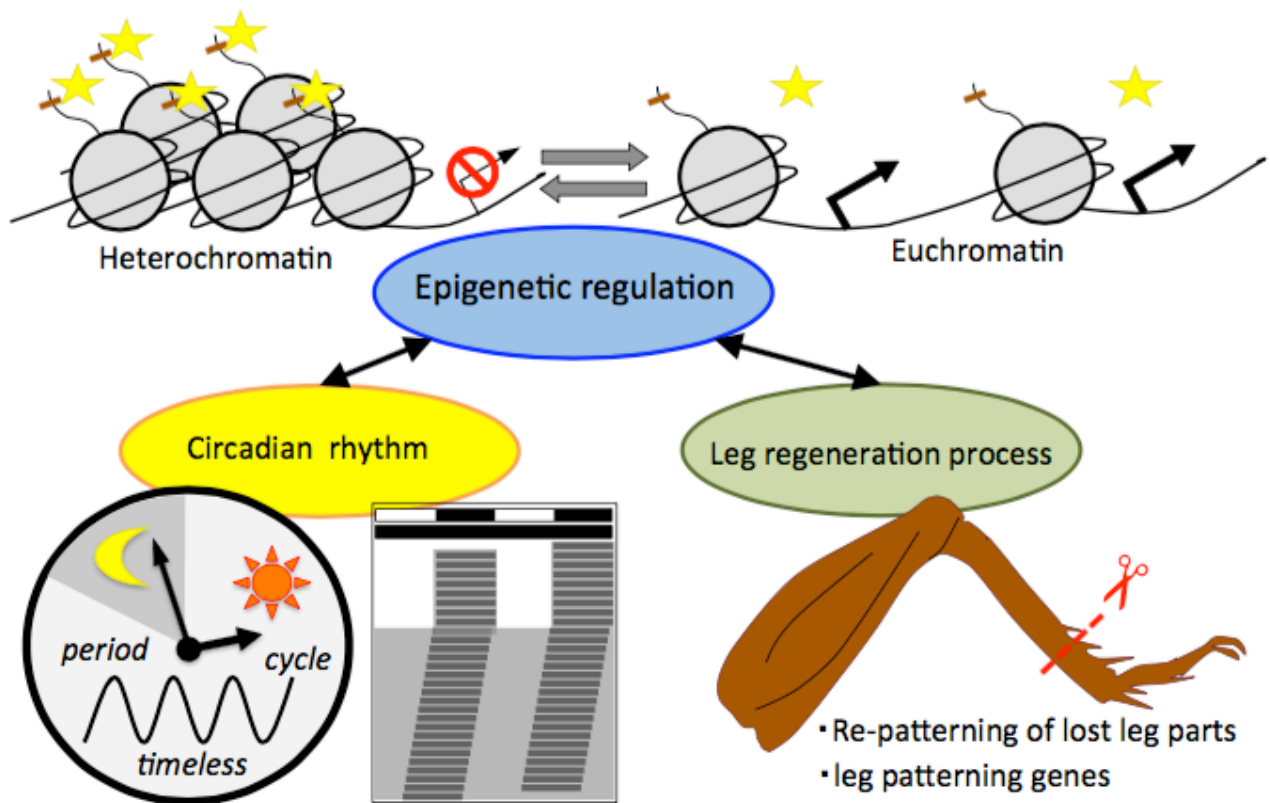 Heterochromatin
Euchromatin
Epigenetic regulation
Circadian rhythm
Leg regeneration process
period
cycle
timeless
・Re-patterning of lost leg parts
・leg patterning genes